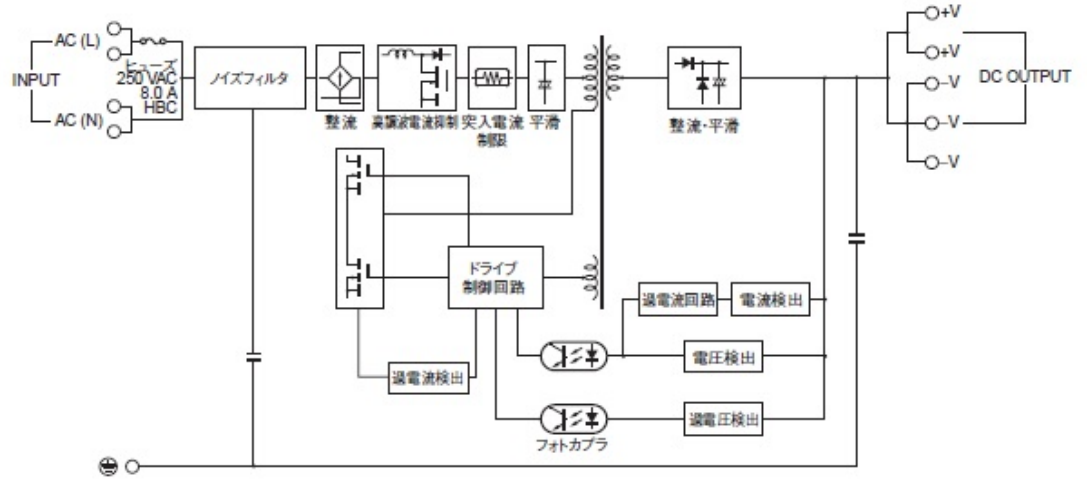 INPUT
AC (L)
ヒューズ
250 VAC
8.0 A
HBC
AC (N)
ノイズフィルタ
整流
高調波電流抑制
突入電流
制限
平滑
整流・平滑
+V
+V
−V
−V
−V
DC OUTPUT
ドライブ
制御回路
過電流回路
電流検出
電圧検出
過電流検出
過電圧検出
フォトカプラ